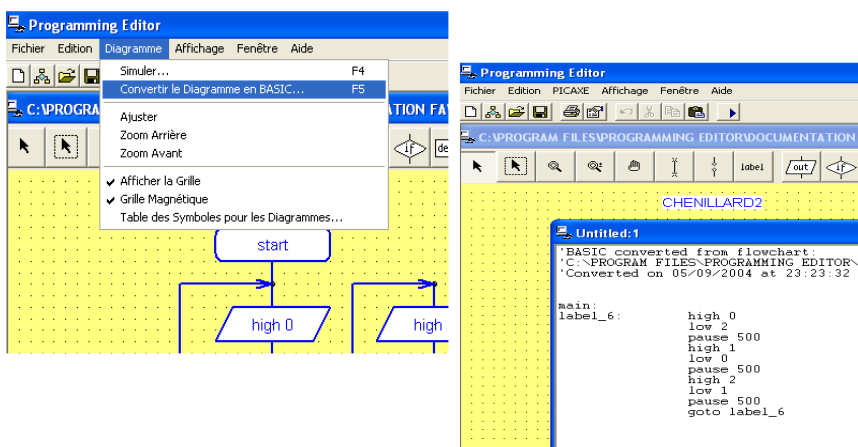 Programming Editor
Fichier Edition Diagramme Affichage Fenêtre Aide
Simuler... F4
Convertir le Diagramme en BASIC... F5
C:\PROGRA
TION FA
Ajuster
Zoom Arrière
Zoom Avant
if
de
Afficher la Grille
Grille Magnétique
Table des Symboles pour les Diagrammes...
start
high 0
high
Programming Editor
Fichier Edition PICAXE Affichage Fenêtre Aide
C:\PROGRAM FILES\PROGRAMMING EDITOR\DOCUMENTATION
label out if
CHENILLARD2
Untitled:1
'BASIC converted from flowchart:
'C:\PROGRAM FILES\PROGRAMMING EDITOR\
'Converted on 05/09/2004 at 23:23:32
main:
label_6: high 0
low 2
pause 500
high 1
low 0
pause 500
high 2
low 1
pause 500
goto label_6